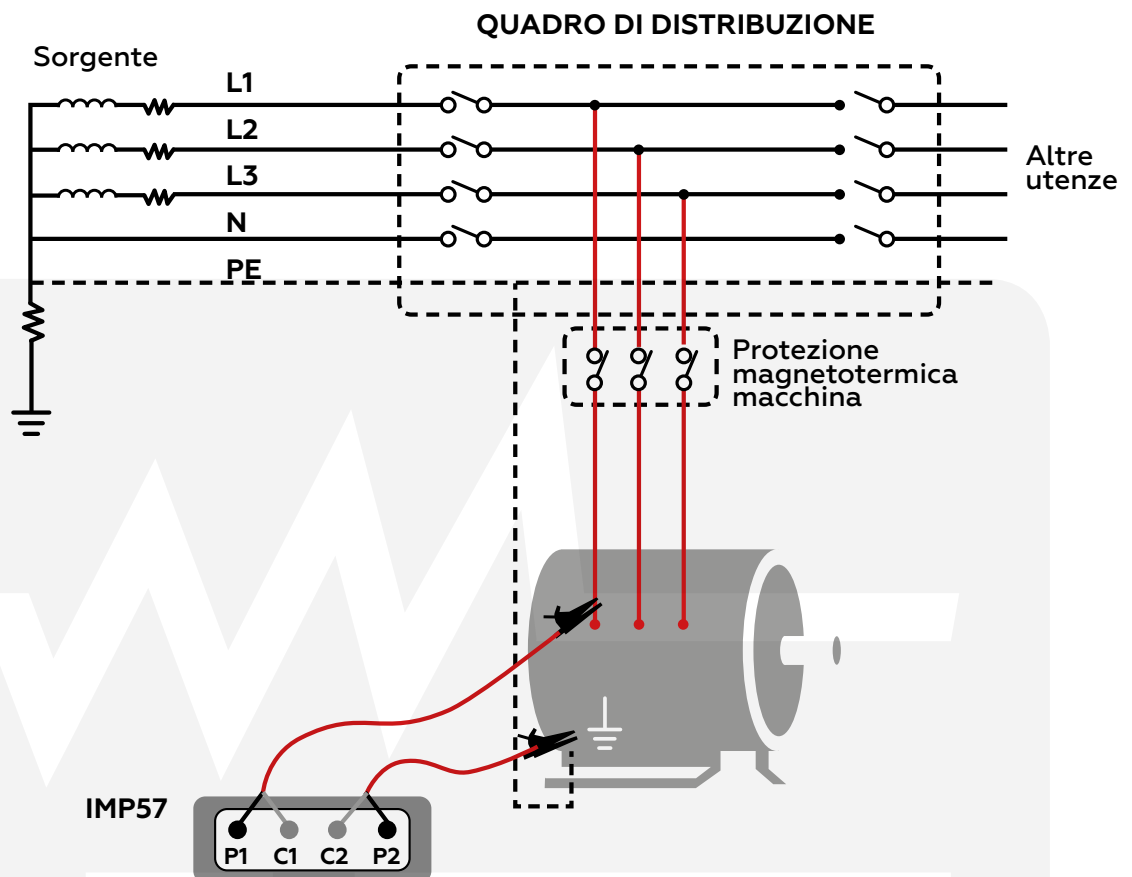 QUADRO DI DISTRIBUZIONE
Sorgente
L1
L2
L3
N
PE
Altre
utenze
Protezione
magnetotermica
macchina
IMP57
P1 C1 C2 P2